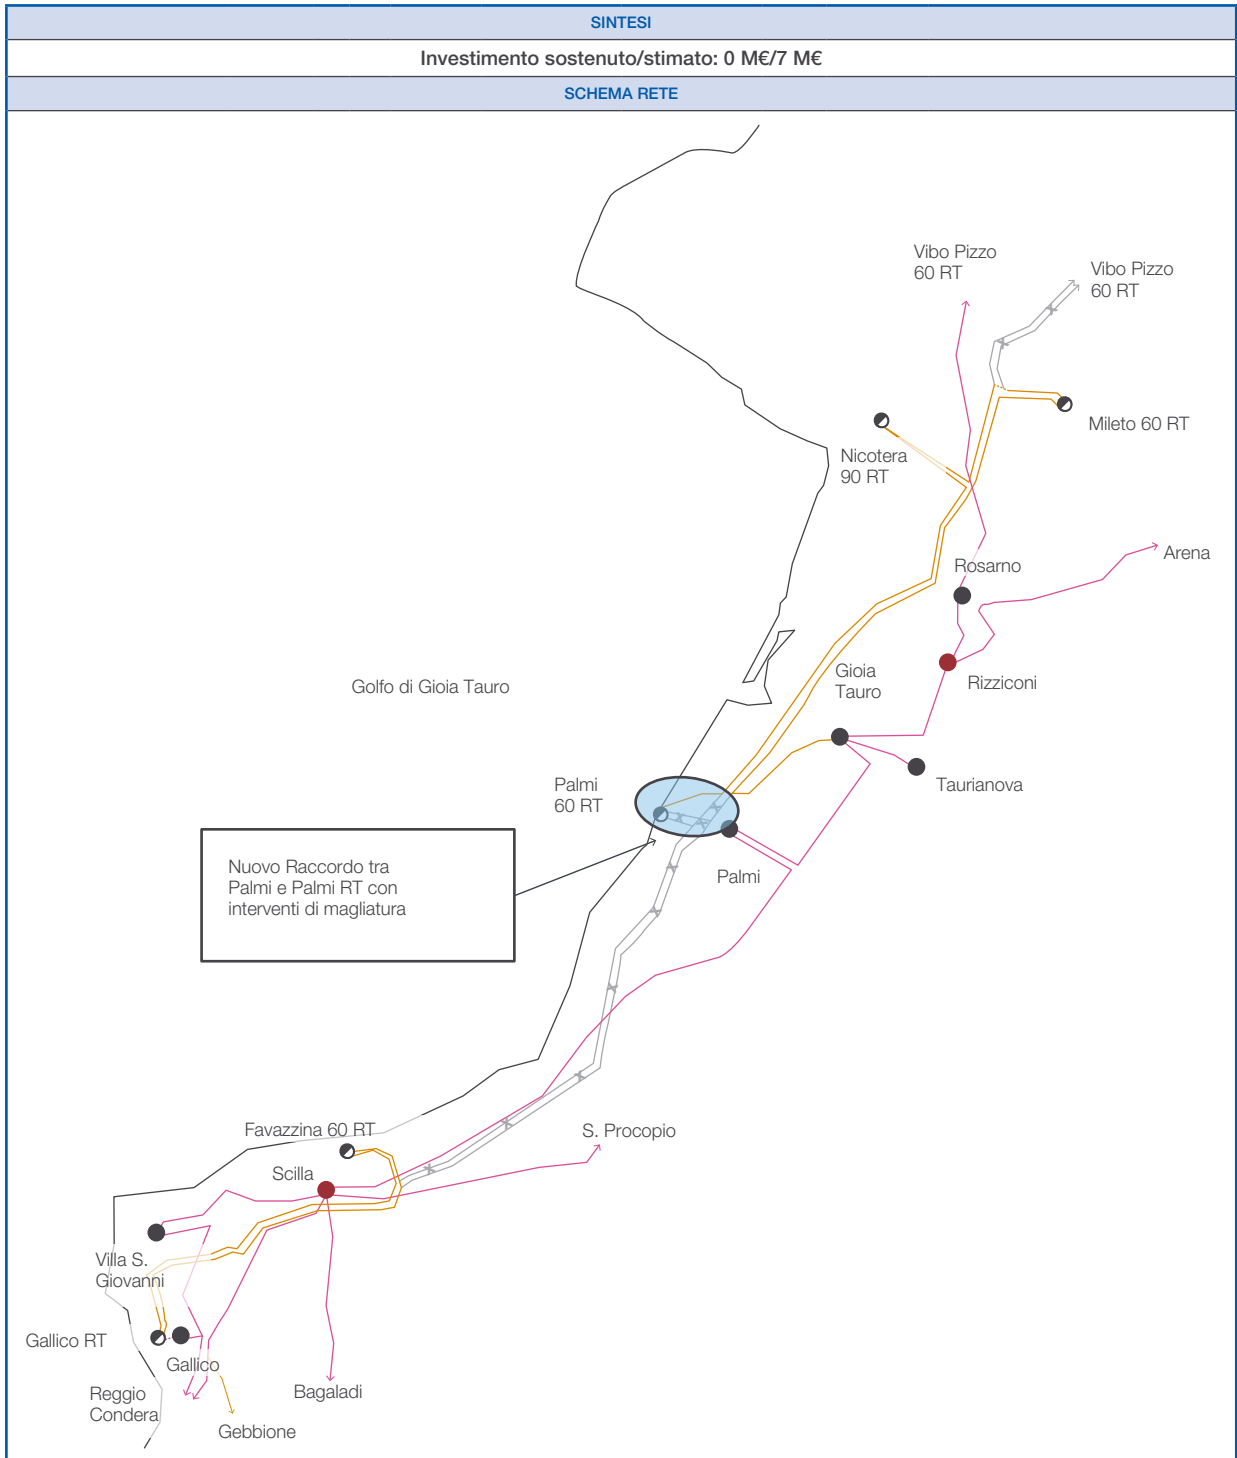 SINTESI
Investimento sostenuto/stimato: 0 M€/7 M€
SCHEMA RETE
Vibo Pizzo
60 RT
Vibo Pizzo
60 RT
Mileto 60 RT
Nicotera
90 RT
Arena
Rosarno
Gioia
Tauro
Rizziconi
Golfo di Gioia Tauro
Taurianova
Palmi
60 RT
Nuovo Raccordo tra
Palmi e Palmi RT con
interventi di magliatura
Palmi
Favazzina 60 RT
S. Procopio
Scilla
Villa S.
Giovanni
Gallico RT
Gallico
Reggio
Condera
Bagaladi
Gebbione